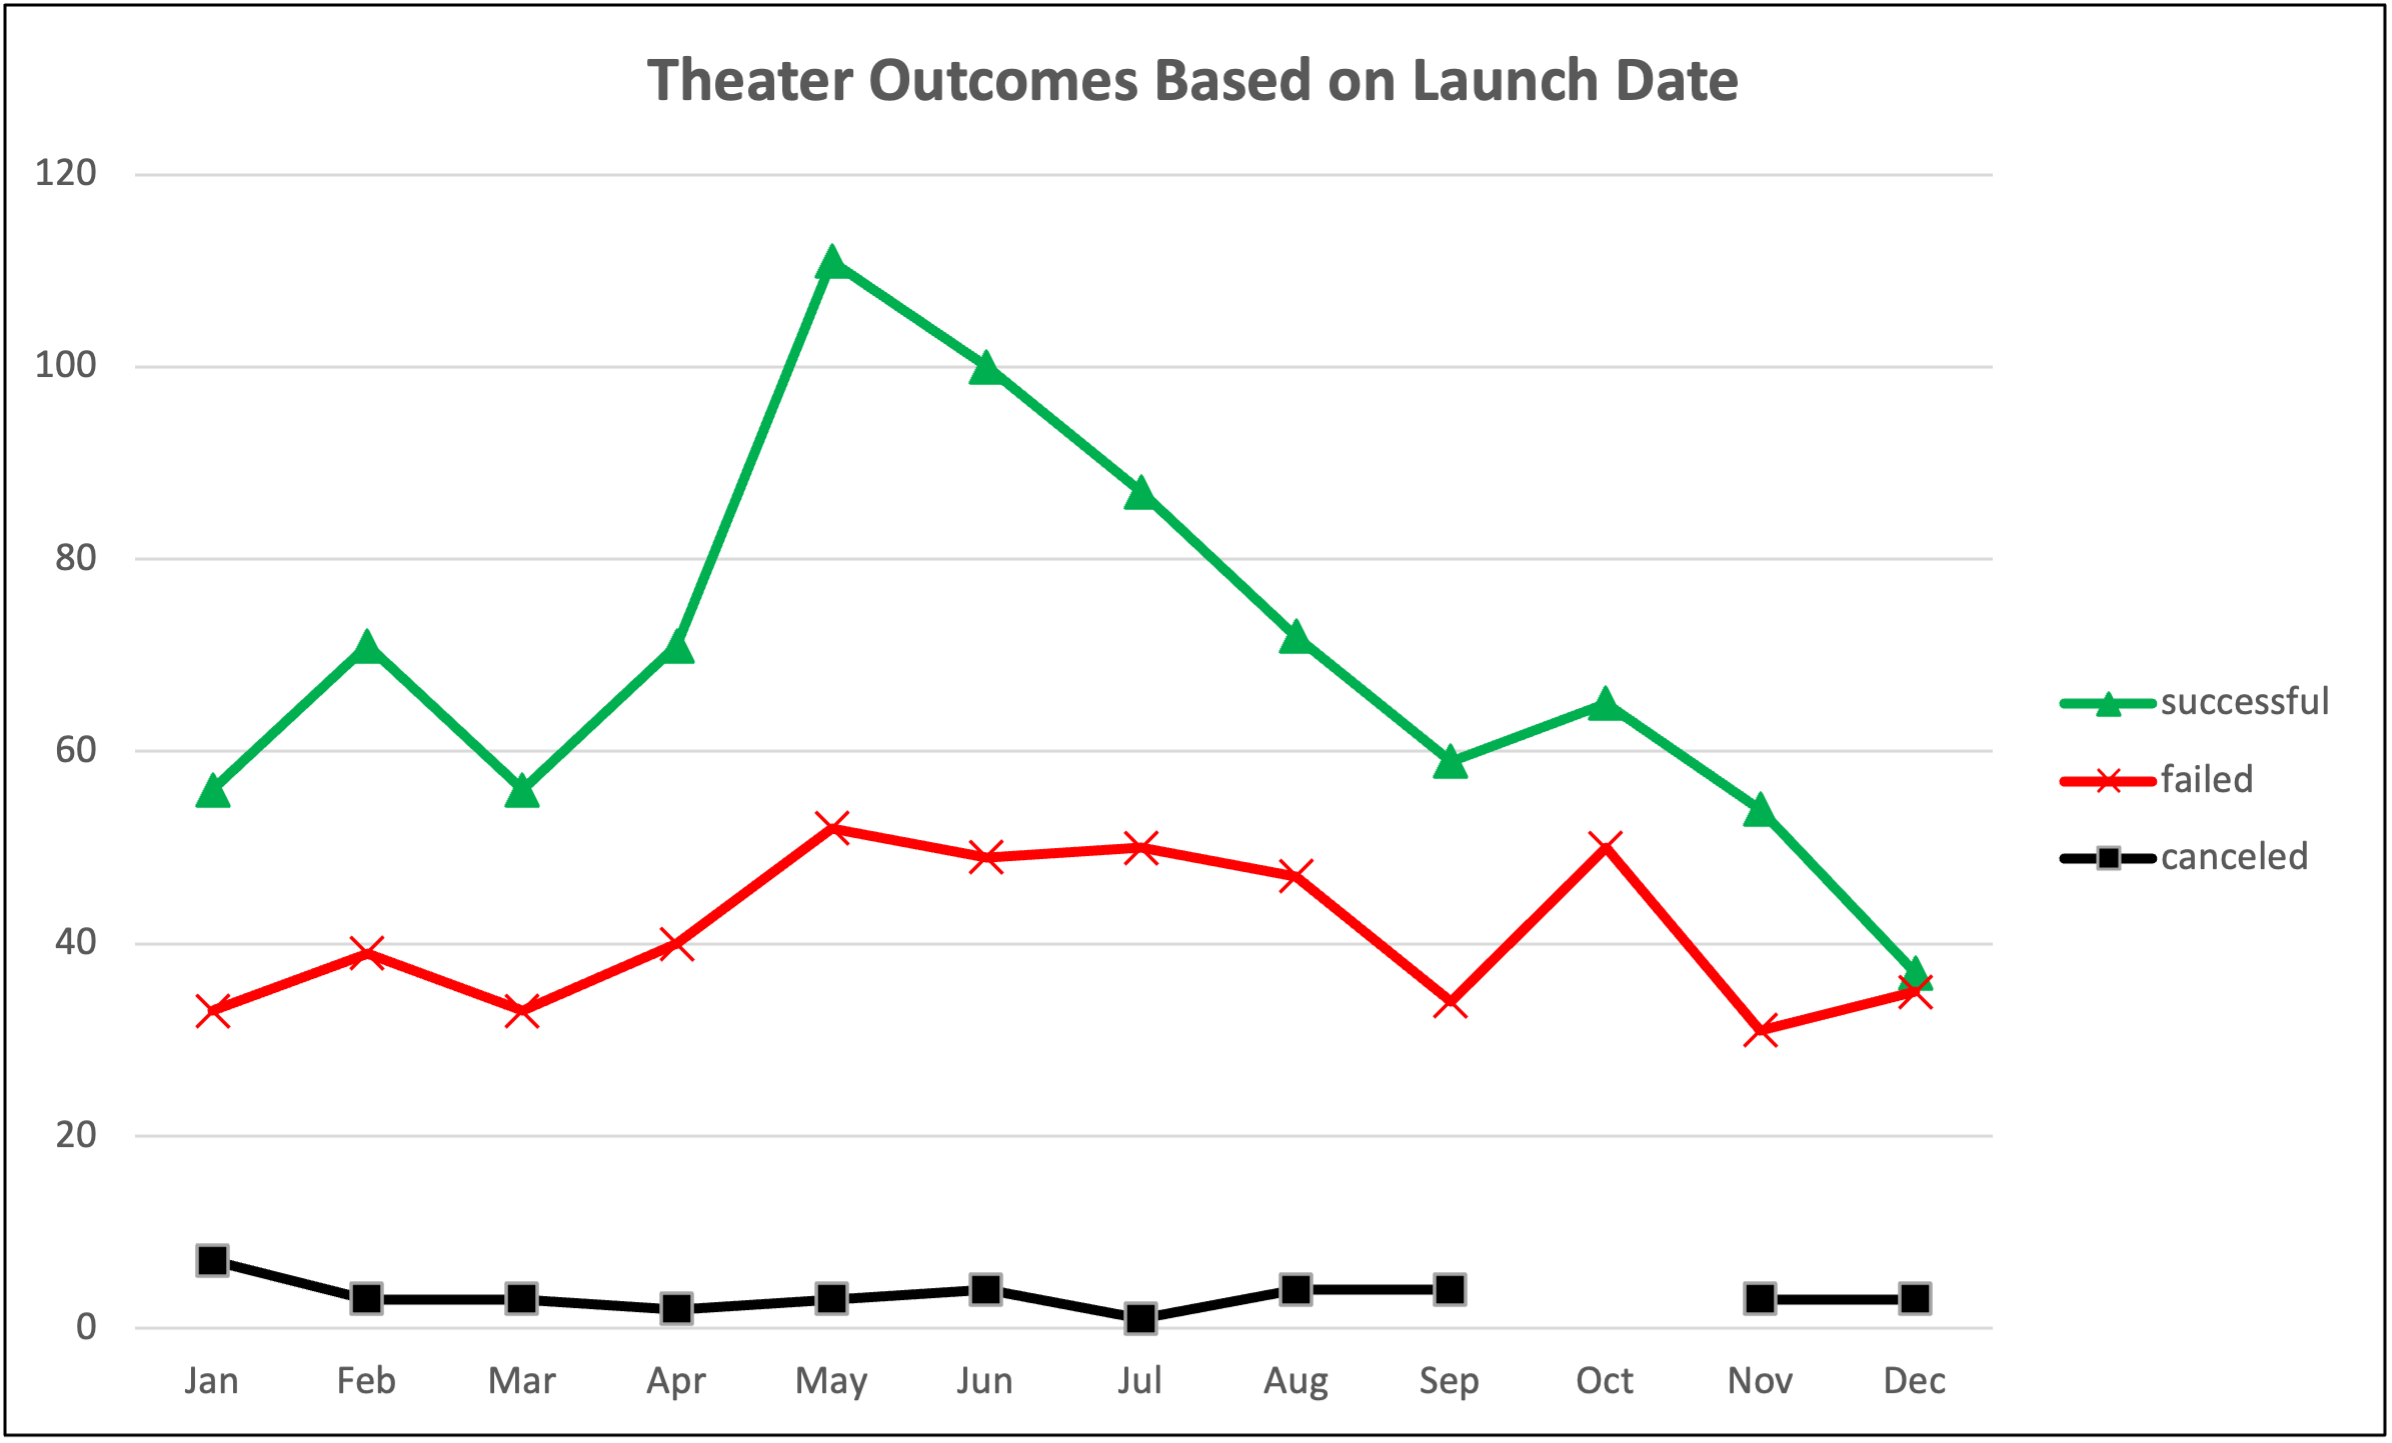 Theater Outcomes Based on Launch Date
120
100
80
60
40
20
0
Jan Feb Mar Apr May Jun Jul Aug Sep Oct Nov Dec
successful
failed
canceled